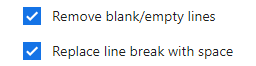 Remove blank/empty lines
Replace line break with space